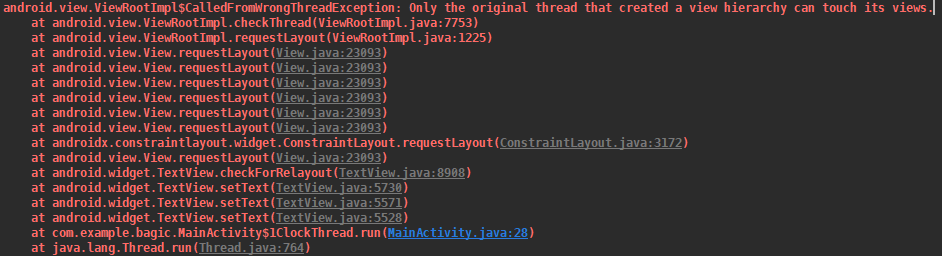 android.view.ViewRootImpl$CalledFromWrongThreadException: Only the original thread that created a view hierarchy can touch its views.
at android.view.ViewRootImpl.checkThread(ViewRootImpl.java:7753)
at android.view.ViewRootImpl.requestLayout(ViewRootImpl.java:1225)
at android.view.View.requestLayout(View.java:23093)
at android.view.View.requestLayout(View.java:23093)
at android.view.View.requestLayout(View.java:23093)
at android.view.View.requestLayout(View.java:23093)
at android.view.View.requestLayout(View.java:23093)
at android.view.View.requestLayout(View.java:23093)
at androidx.constraintlayout.widget.ConstraintLayout.requestLayout(ConstraintLayout.java:3172)
at android.view.View.requestLayout(View.java:23093)
at android.widget.TextView.checkForRelayout(TextView.java:8908)
at android.widget.TextView.setText(TextView.java:5730)
at android.widget.TextView.setText(TextView.java:5571)
at android.widget.TextView.setText(TextView.java:5528)
at com.example.bagic.MainActivity$1ClockThread.run(MainActivity.java:28)
at java.lang.Thread.run(Thread.java:764)